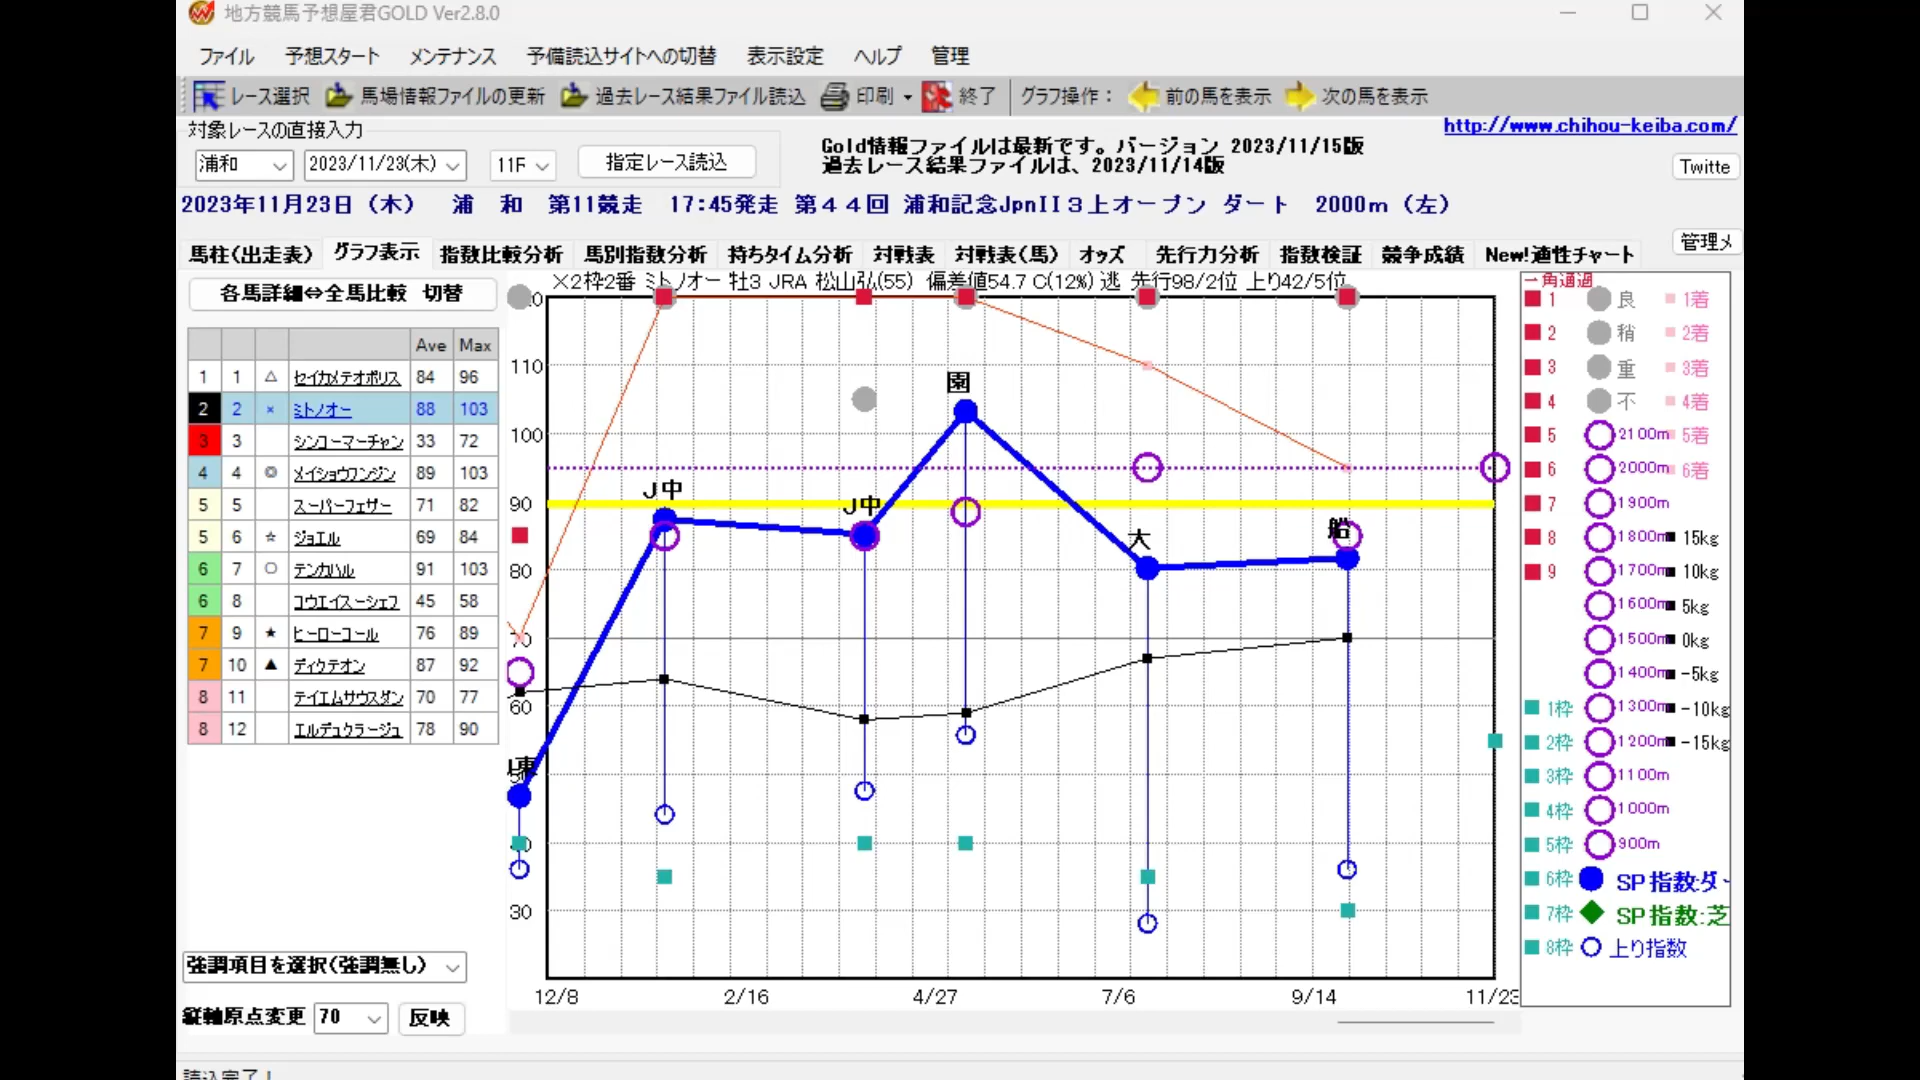 地方競馬予想屋君GOLD Ver2.8.0
ファイル 予想スタート メンテナンス 予備読込サイトへの切替 表示設定 ヘルプ 管理
レース選択 馬場情報ファイルの更新 過去レース結果ファイル読込 印刷 終了 グラフ操作： 前の馬を表示 次の馬を表示
対象レースの直接入力
http://www.chihou-keiba.com/
浦和 2023/11/23(木) 11F 指定レース読込
Gold情報ファイルは最新です。バージョン 2023/11/15版
過去レース結果ファイルは、2023/11/14版
Twitte
2023年11月23日（木） 浦 和 第11競走 17:45発走 第４４回 浦和記念JpnII３上オープン ダート 2000m（左）
管理メ
馬柱(出走表) グラフ表示 指数比較分析 馬別指数分析 持ちタイム分析 対戦表 対戦表(馬) オッズ 先行力分析 指数検証 競争成績 New!適性チャート
各馬詳細⇔全馬比較 切替
×2枠2番 ミトノオー 牡3 JRA 松山弘(55) 偏差値54.7 C(12%) 逃 先行98/2位 上り42/5位
Ave Max
1 1 △ セイカメテオポリス 84 96
2 2 × ミトノオー 88 103
3 3 シンコーマーチャン 33 72
4 4 ◎ メイショウフンジン 89 103
5 5 スーパーフェザー 71 82
5 6 ☆ ジョエル 69 84
6 7 ○ テンカハル 91 103
6 8 コウエイスーシェフ 45 58
7 9 ★ ヒーローコール 76 89
7 10 ▲ ディクテオン 87 92
8 11 テイエムサウスダン 70 77
8 12 エルデュクラージュ 78 90
110
100
90
80
70
60
30
J東
J中
J中
園
大
船
12/8 2/16 4/27 7/6 9/14 11/23
一角通過
1 良 1着
2 稍 2着
3 重 3着
4 不 4着
5 2100m 5着
6 2000m 6着
7 1900m
8 1800m 15kg
9 1700m 10kg
1600m 5kg
1500m 0kg
1400m -5kg
1枠 1300m -10kg
2枠 1200m -15kg
3枠 1100m
4枠 1000m
5枠 900m
6枠 SP指数:ダ
7枠 SP指数:芝
8枠 上り指数
強調項目を選択(強調無し)
縦軸原点変更 70 反映
読込完了！